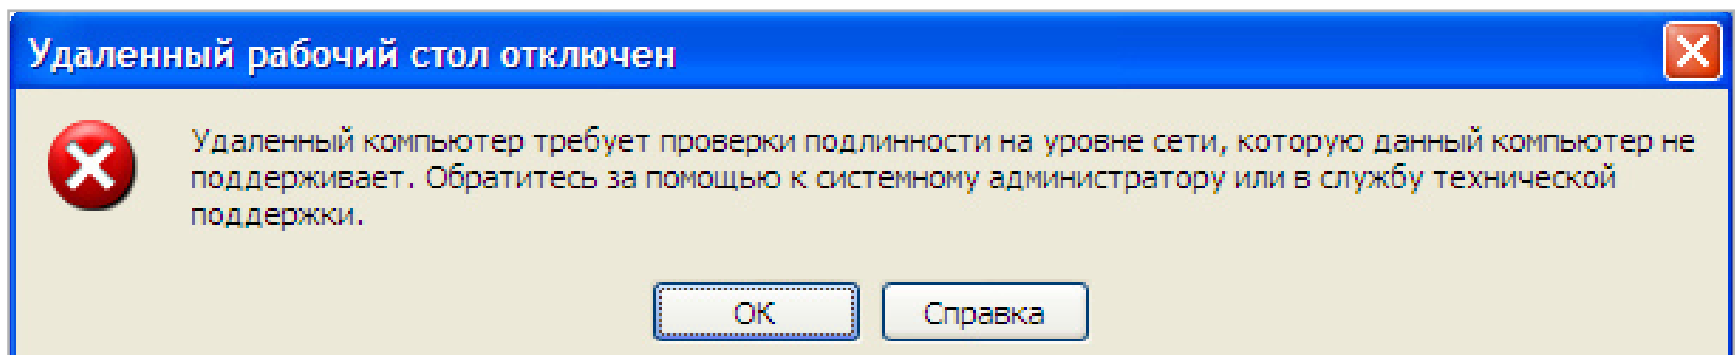 Удаленный рабочий стол отключен
Удаленный компьютер требует проверки подлинности на уровне сети, которую данный компьютер не
поддерживает. Обратитесь за помощью к системному администратору или в службу технической
поддержки.
ОК
Справка